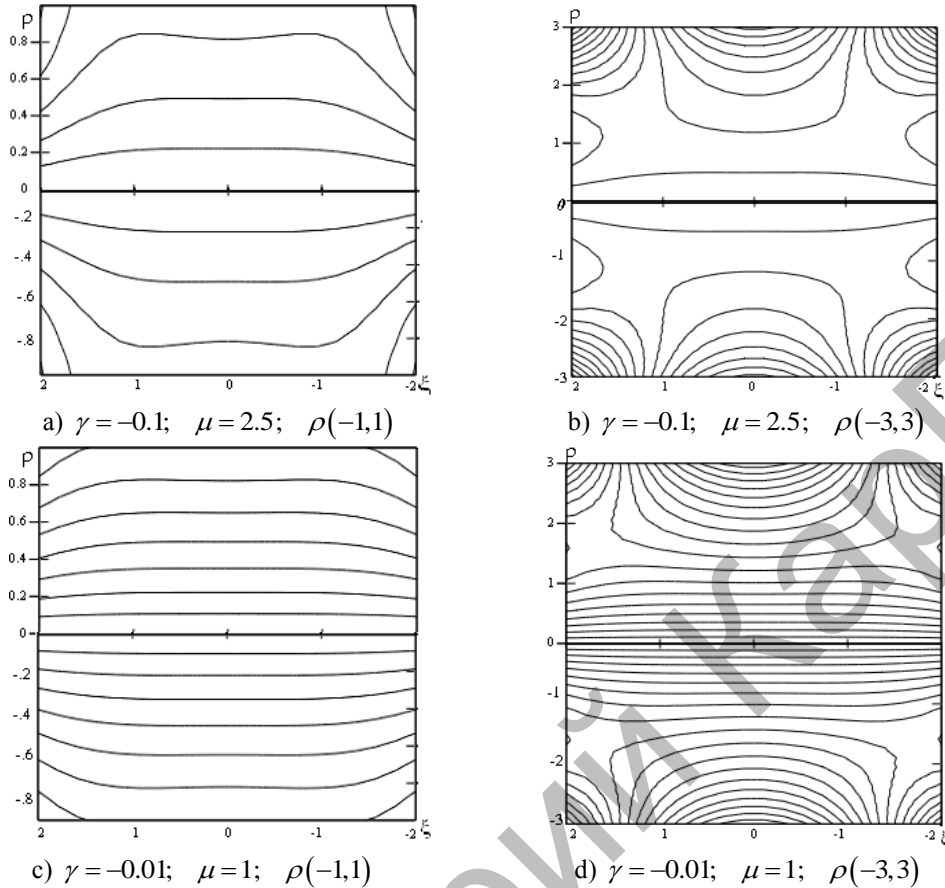 ρ
0.8
0.6
0.4
0.2
0
-.2
-.4
-.6
-.8
2 1 0 -1 -2 ξ
a) γ = −0.1; μ = 2.5; ρ(−1,1)
ρ
3
2
1
0
-1
-2
-3
2 1 0 -1 -2 ξ
b) γ = −0.1; μ = 2.5; ρ(−3,3)
ρ
0.8
0.6
0.4
0.2
0
-.2
-.4
-.6
-.8
2 1 0 -1 -2 ξ
c) γ = −0.01; μ = 1; ρ(−1,1)
ρ
3
2
1
0
-1
-2
-3
2 1 0 -1 -2 ξ
d) γ = −0.01; μ = 1; ρ(−3,3)